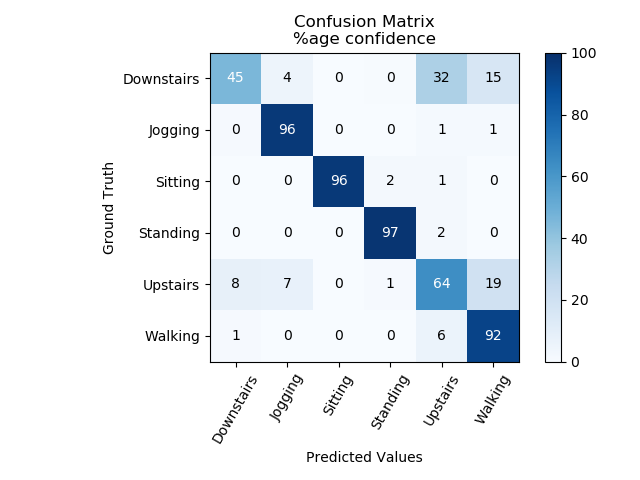 Confusion Matrix
%age confidence
Ground Truth
Downstairs 45 4 0 0 32 15
Jogging 0 96 0 0 1 1
Sitting 0 0 96 2 1 0
Standing 0 0 0 97 2 0
Upstairs 8 7 0 1 64 19
Walking 1 0 0 0 6 92
Downstairs Jogging Sitting Standing Upstairs Walking
Predicted Values
100
80
60
40
20
0